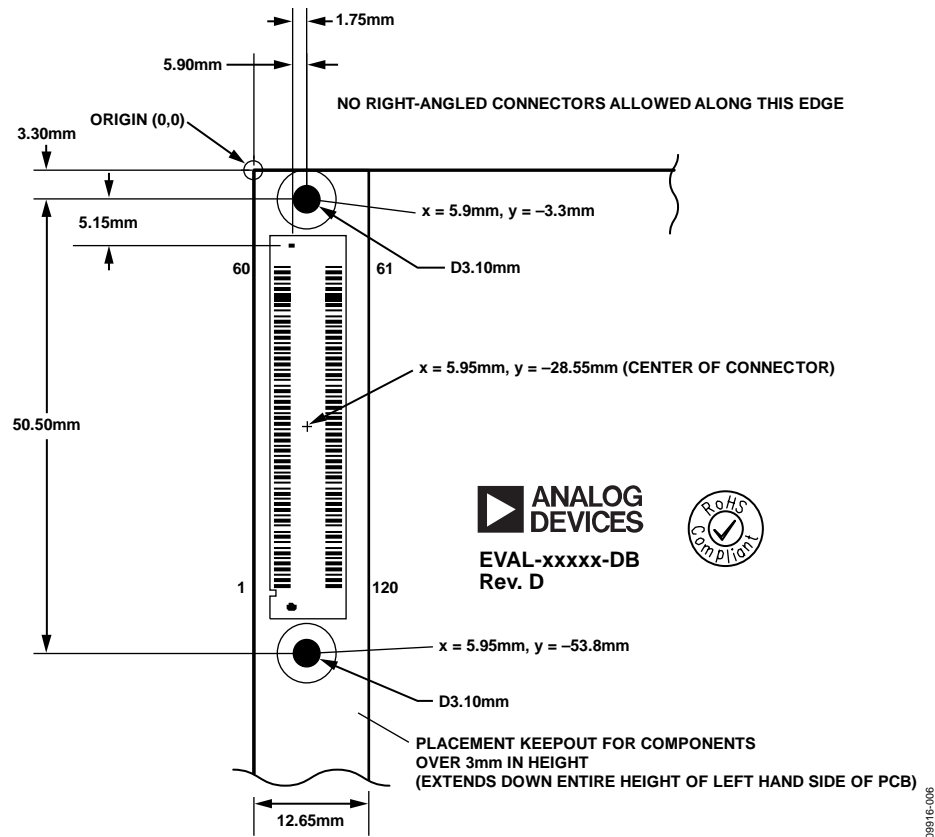 1.75mm
5.90mm
NO RIGHT-ANGLED CONNECTORS ALLOWED ALONG THIS EDGE
ORIGIN (0,0)
3.30mm
x = 5.9mm, y = –3.3mm
5.15mm
D3.10mm
60
61
x = 5.95mm, y = –28.55mm (CENTER OF CONNECTOR)
50.50mm
ANALOG
DEVICES
RoHS
Compliant
EVAL-xxxxx-DB
Rev. D
1
120
x = 5.95mm, y = –53.8mm
D3.10mm
PLACEMENT KEEPOUT FOR COMPONENTS
OVER 3mm IN HEIGHT
(EXTENDS DOWN ENTIRE HEIGHT OF LEFT HAND SIDE OF PCB)
12.65mm
09916-006